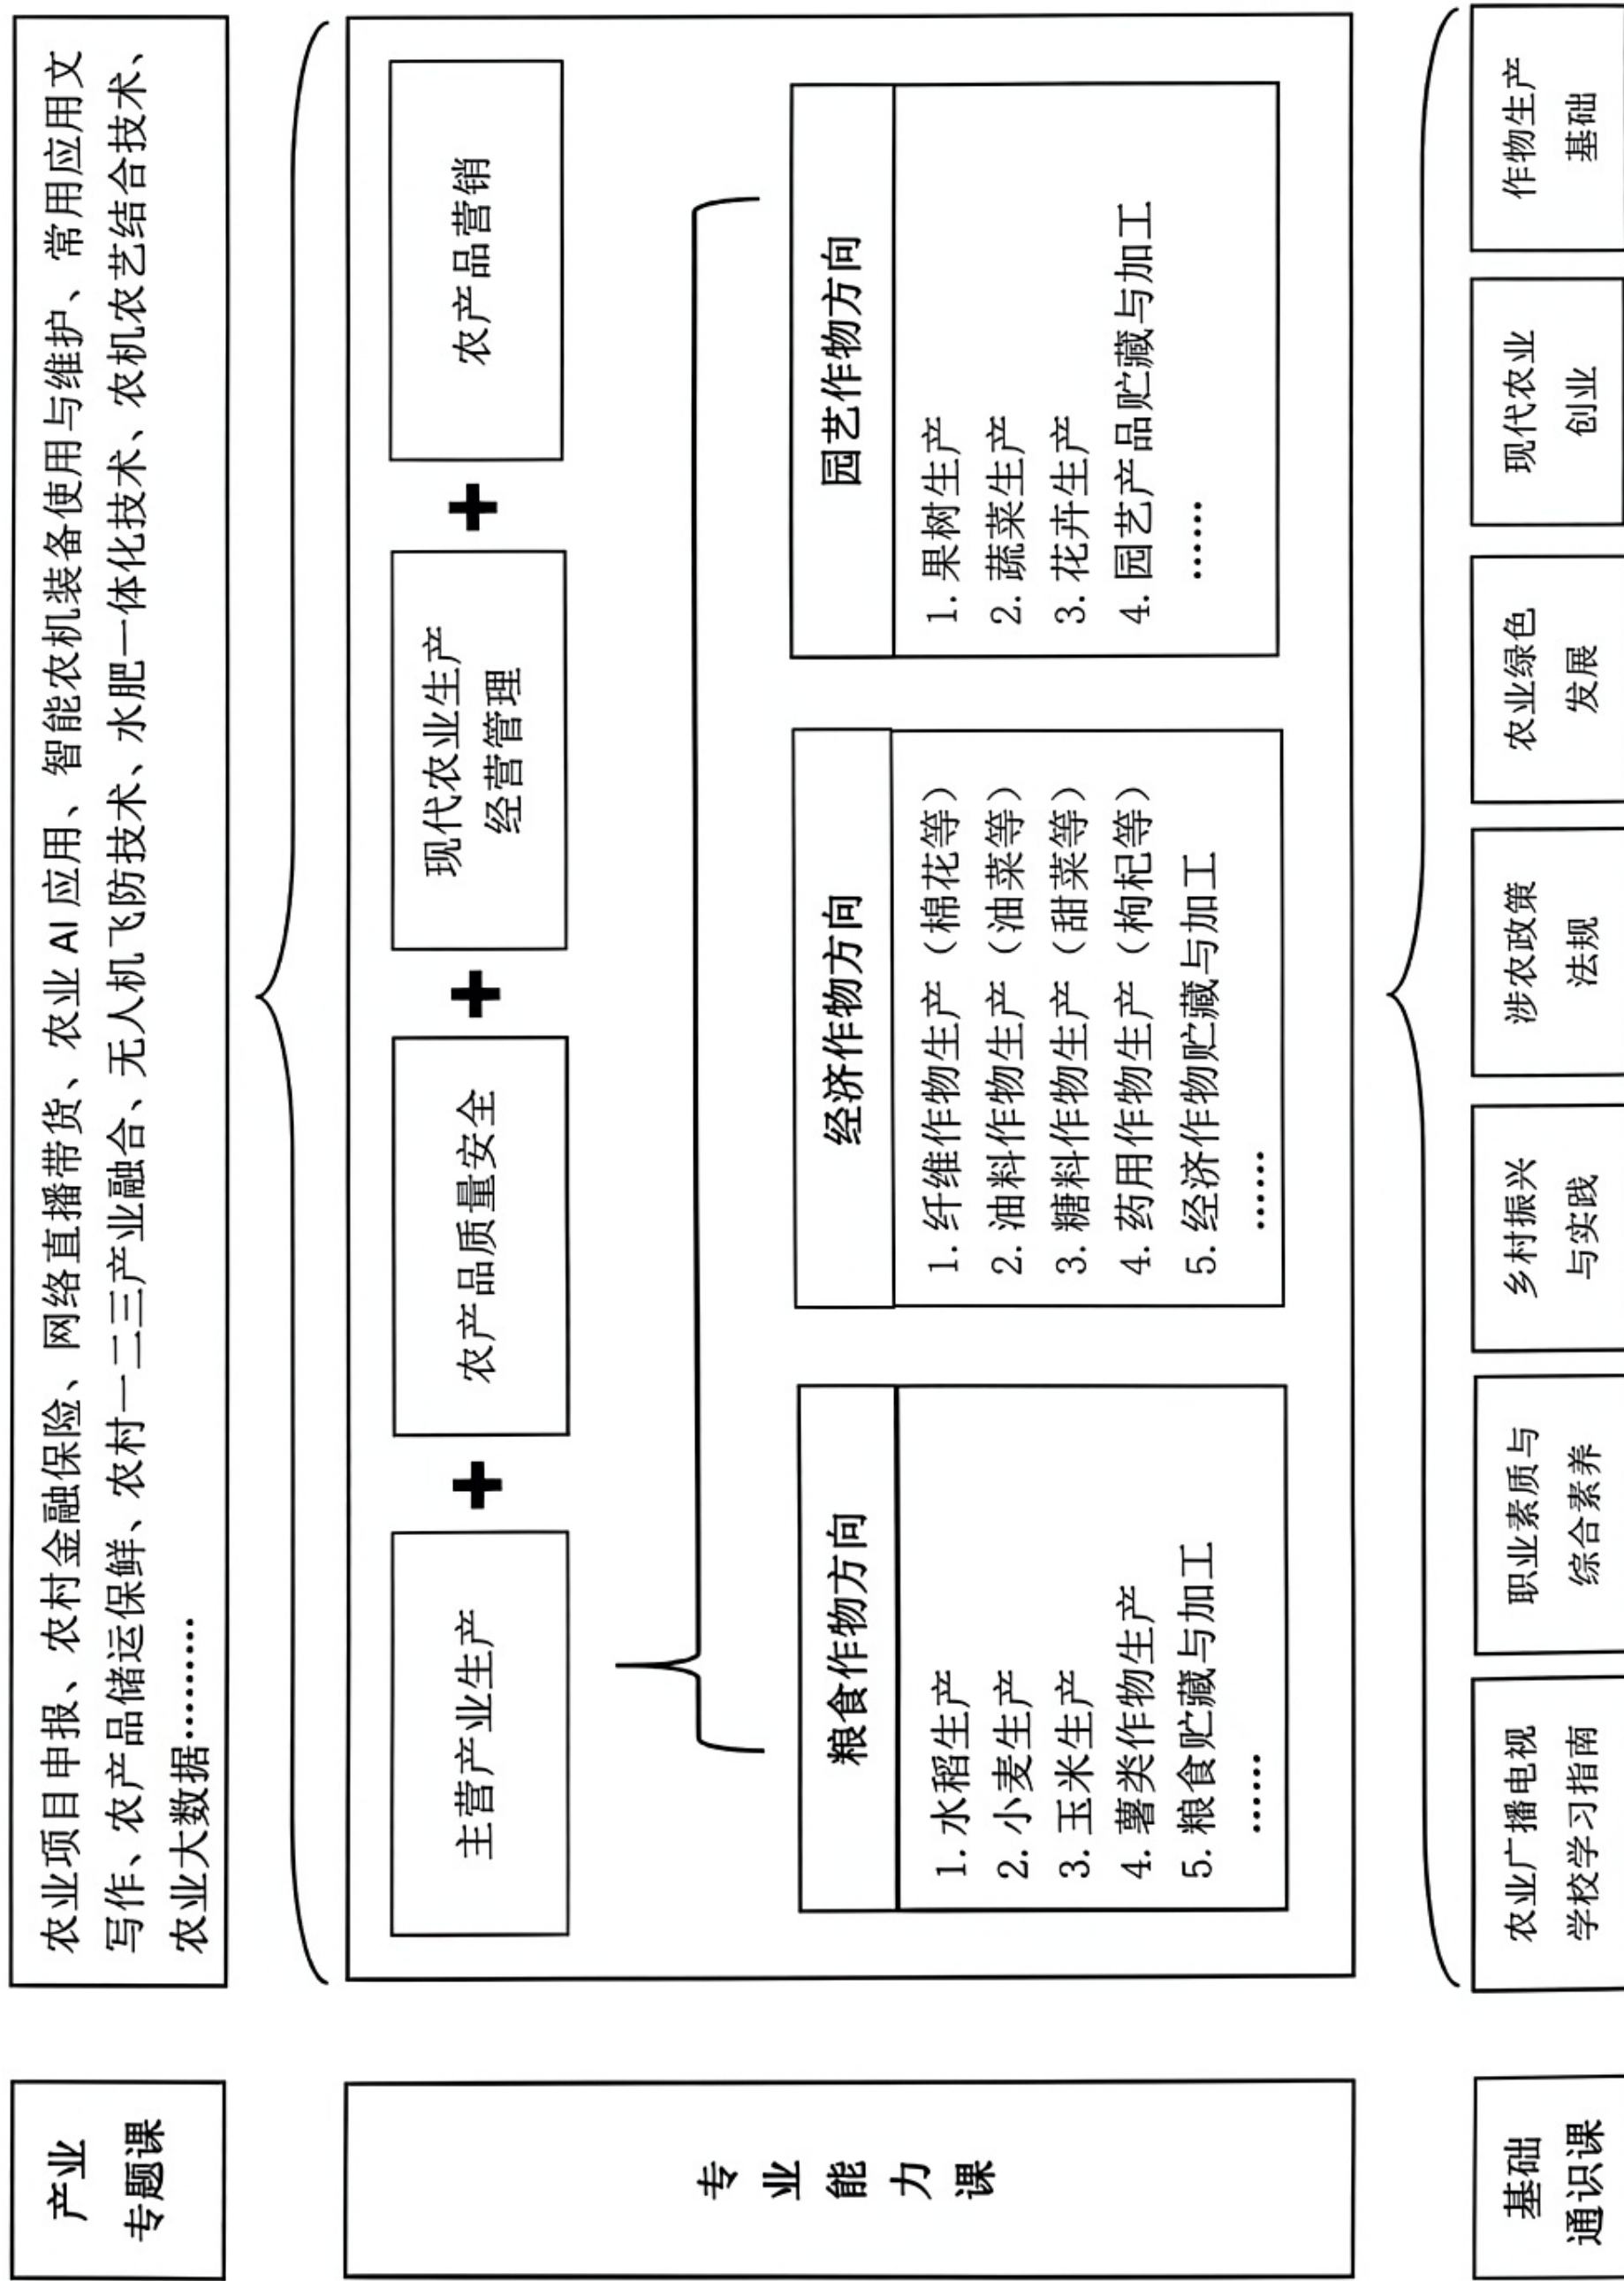 产业
专题课
农业项目申报、农村金融保险、网络直播带货、农业 AI 应用、智能农机装备使用与维护、常用应用文
写作、农产品储运保鲜、农村一二三产业融合、无人机飞防技术、水肥一体化技术、农机农艺结合技术、
农业大数据………
专
业
能
力
课
主营产业生产
+
农产品质量安全
+
现代农业生产
经营管理
+
农产品营销
粮食作物方向
1. 水稻生产
2. 小麦生产
3. 玉米生产
4. 薯类作物生产
5. 粮食贮藏与加工
……
经济作物方向
1. 纤维作物生产（棉花等）
2. 油料作物生产（油菜等）
3. 糖料作物生产（甜菜等）
4. 药用作物生产（枸杞等）
5. 经济作物贮藏与加工
……
园艺作物方向
1. 果树生产
2. 蔬菜生产
3. 花卉生产
4. 园艺产品贮藏与加工
……
基础
通识课
农业广播电视
学校学习指南
职业素质与
综合素养
乡村振兴
与实践
涉农政策
法规
农业绿色
发展
现代农业
创业
作物生产
基础